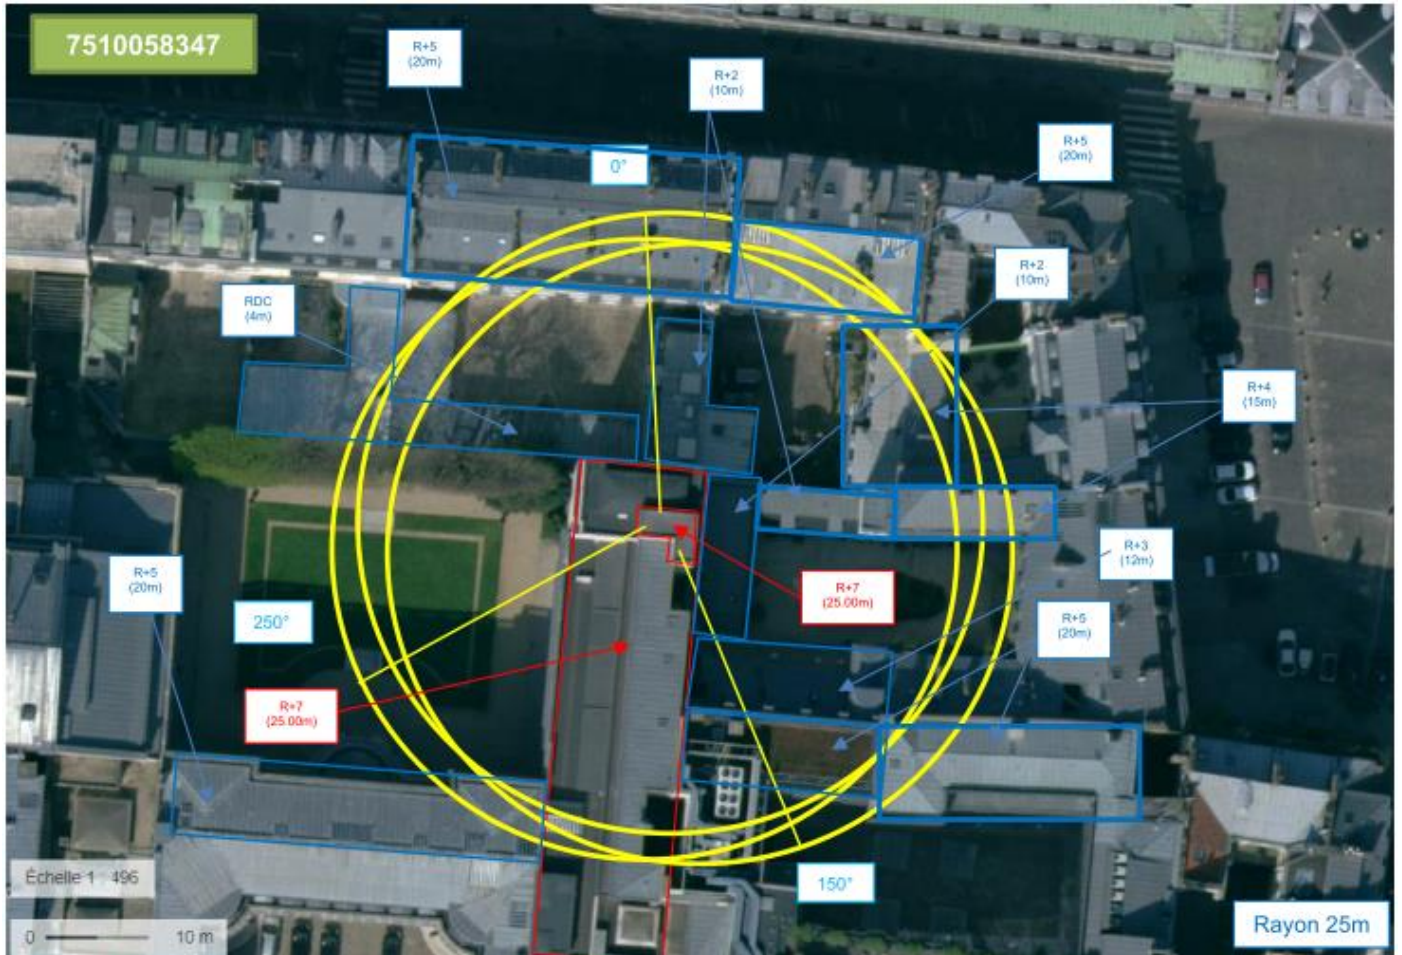 7510058347
R+5
(20m)
R+2
(10m)
0°
R+5
(20m)
R+2
(10m)
RDC
(4m)
R+4
(15m)
R+5
(20m)
R+3
(12m)
250°
R+7
(25.00m)
R+5
(20m)
R+7
(25.00m)
Échelle 1 : 496
150°
0 10 m
Rayon 25m